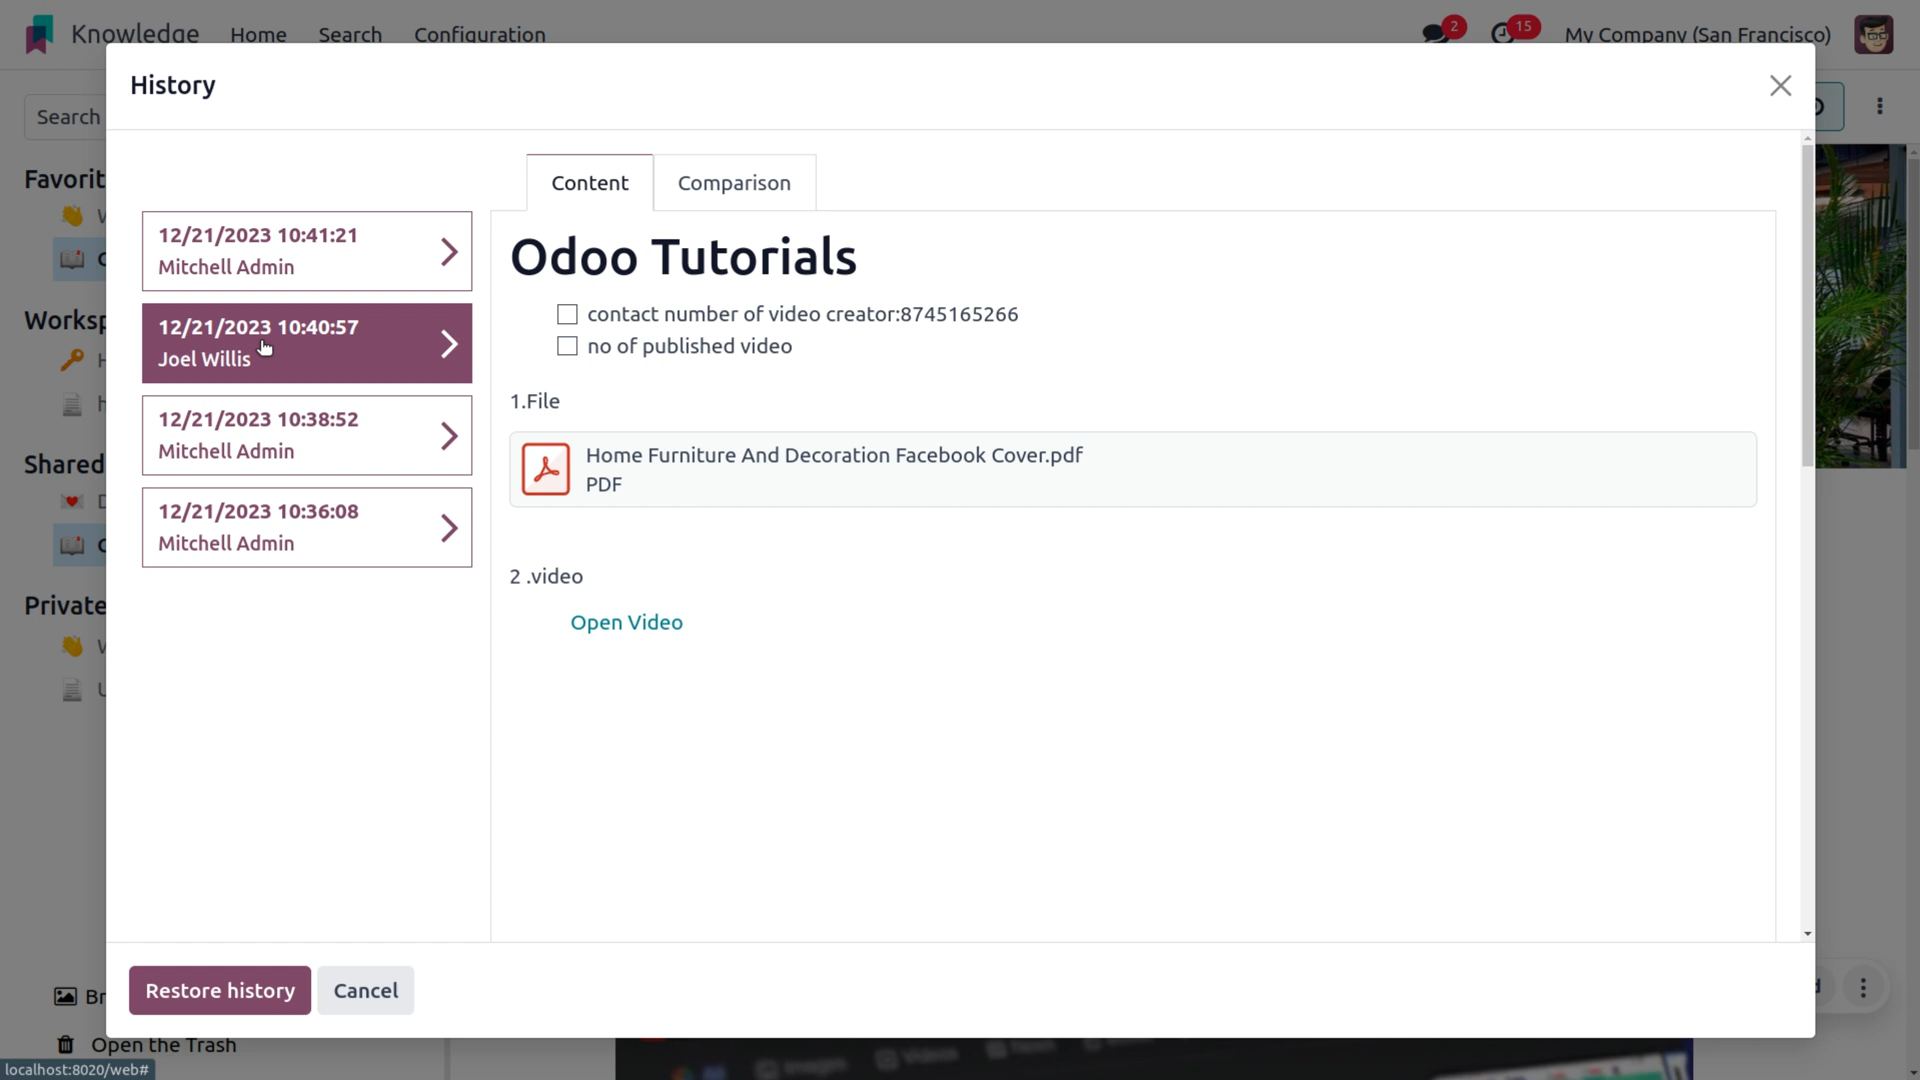 Knowledge Home Search Configuration 2 15 My Company (San Francisco)
History
Search
Favorit
Content Comparison
12/21/2023 10:41:21
Mitchell Admin
12/21/2023 10:40:57
Joel Willis
12/21/2023 10:38:52
Mitchell Admin
12/21/2023 10:36:08
Mitchell Admin
Worksp
Shared
Private
Odoo Tutorials
contact number of video creator:8745165266
no of published video
1.File
Home Furniture And Decoration Facebook Cover.pdf
PDF
2 .video
Open Video
Restore history Cancel
Br
Open the Trash
localhost:8020/web#